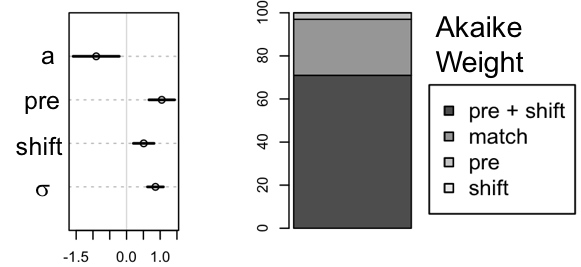 a
pre
shift
σ
-1.5 0.0 1.0
100
80
60
40
20
0
Akaike
Weight
pre + shift
match
pre
shift